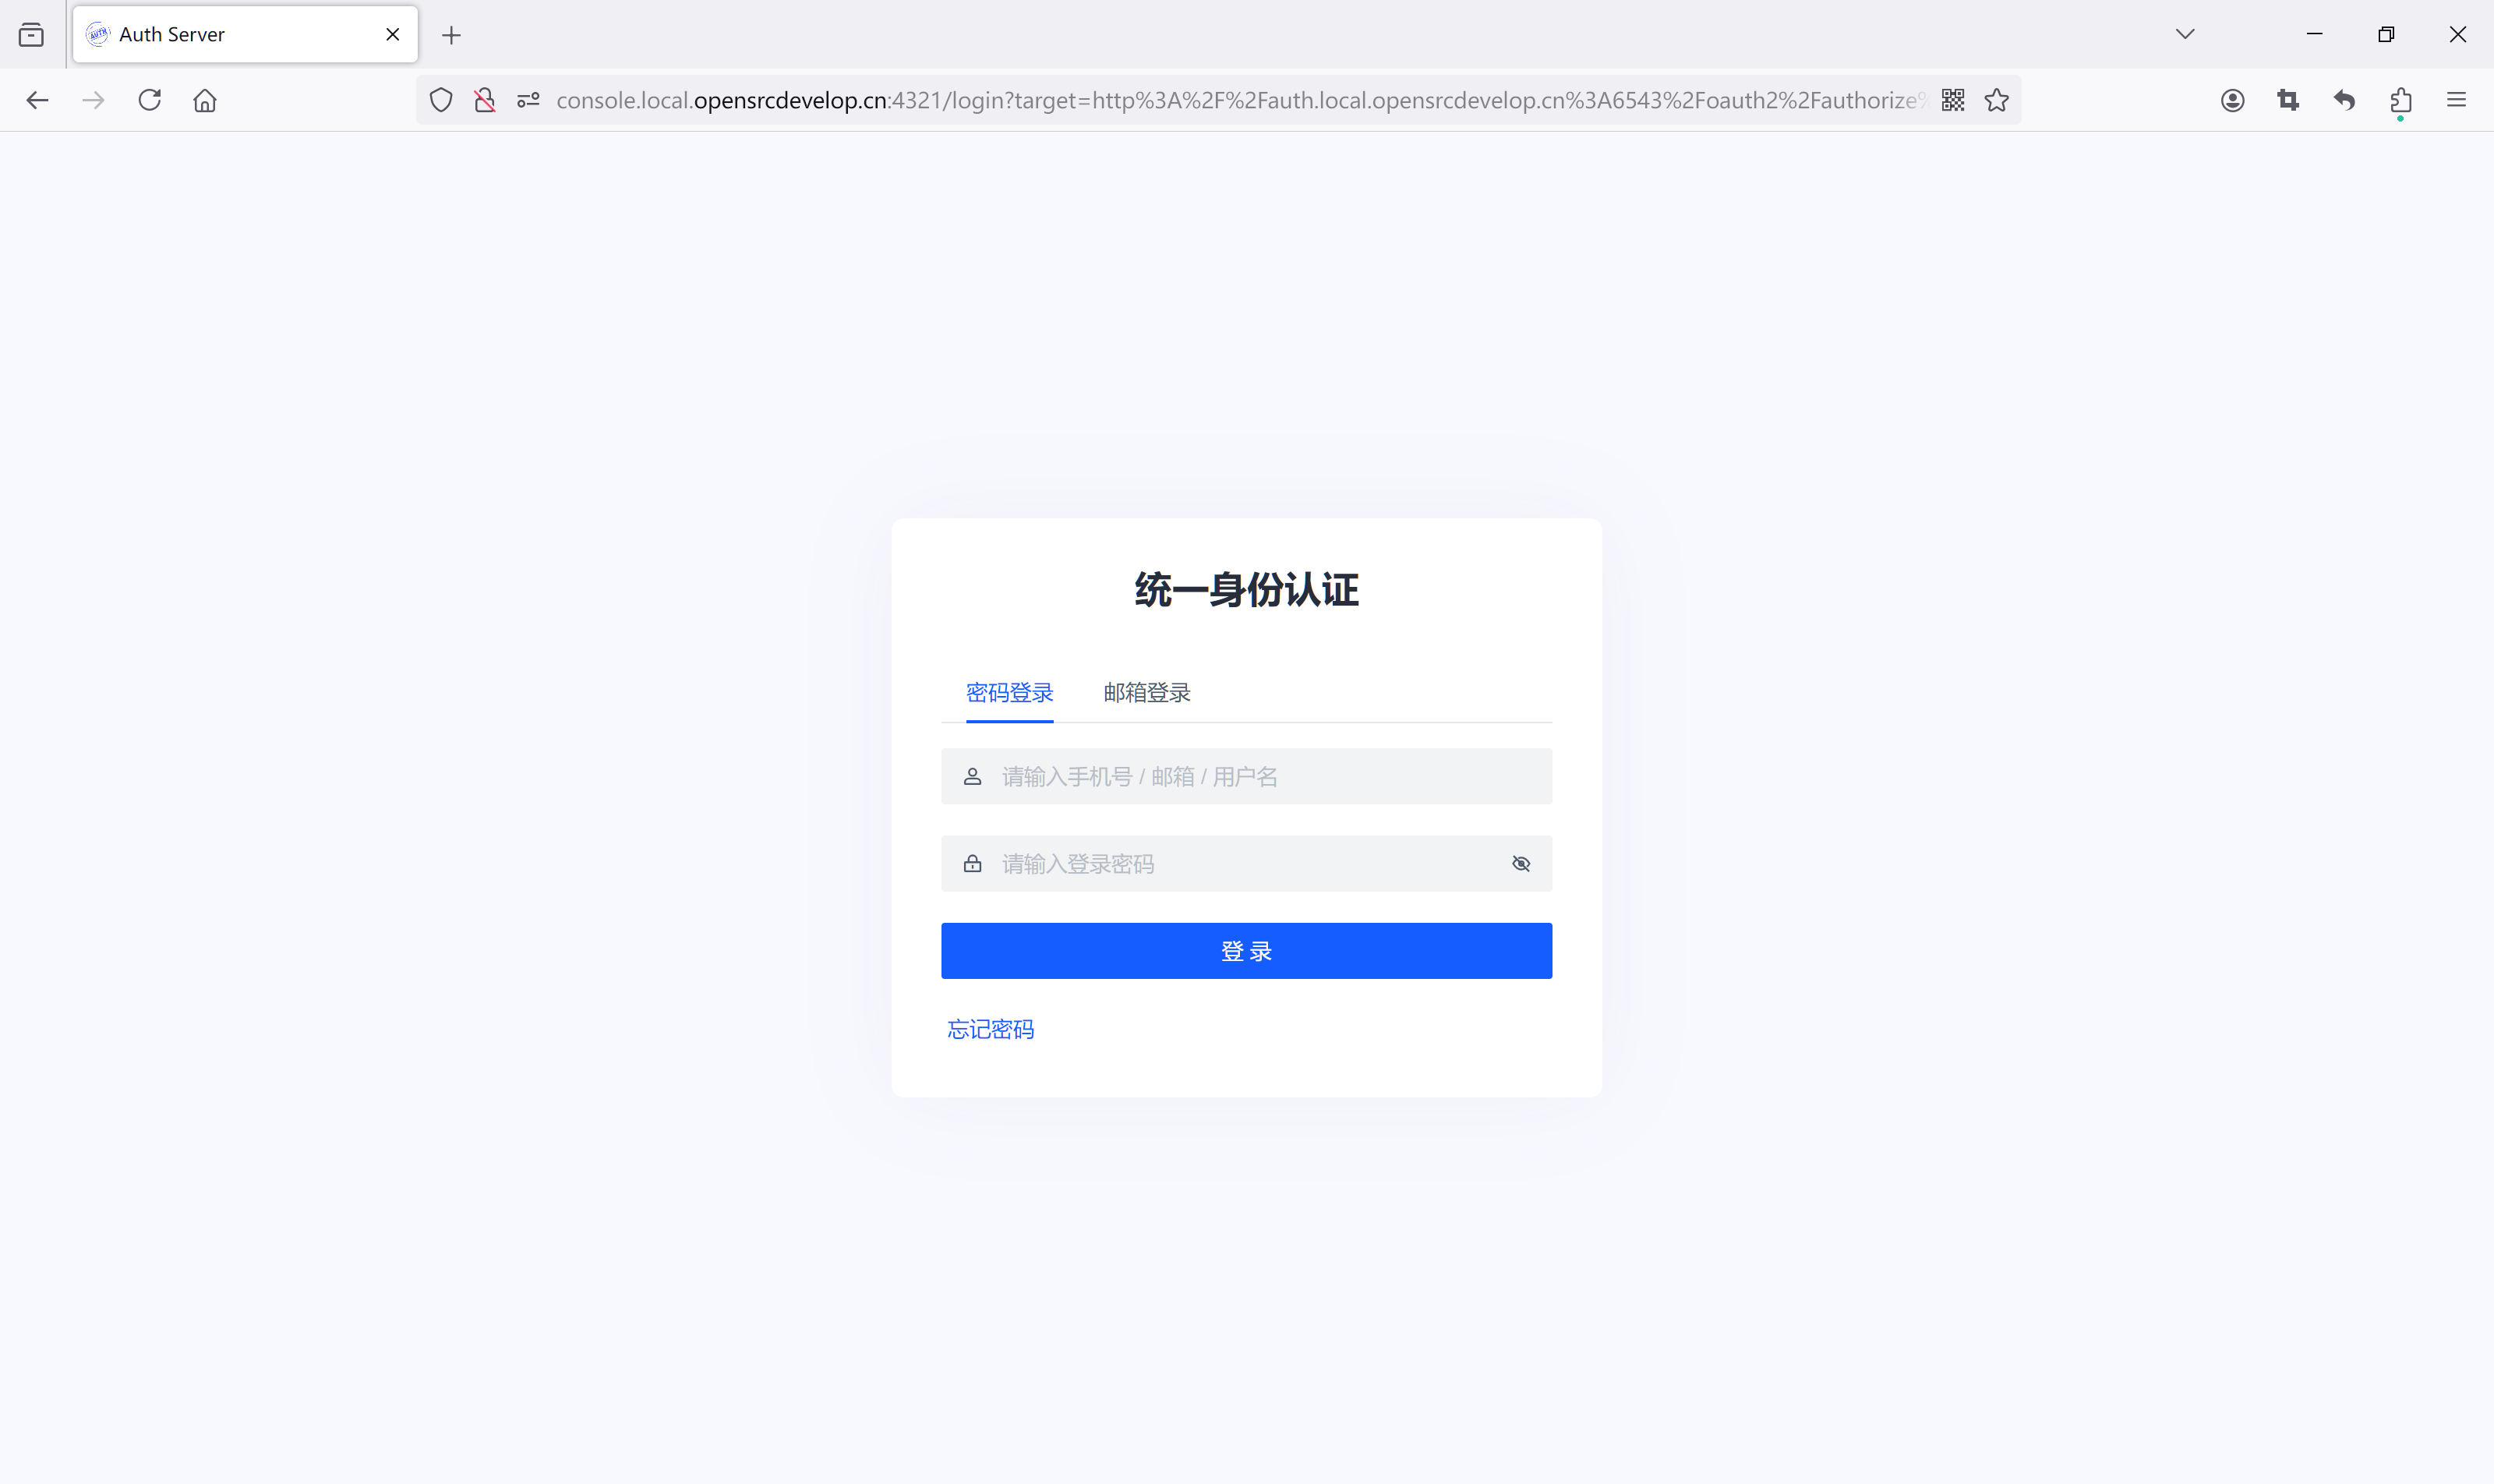 Auth Server
console.local.opensrcdevelop.cn:4321/login?target=http%3A%2F%2Fauth.local.opensrcdevelop.cn%3A6543%2Foauth2%2Fauthorize%
统一身份认证
密码登录 邮箱登录
请输入手机号 / 邮箱 / 用户名
请输入登录密码
登 录
忘记密码